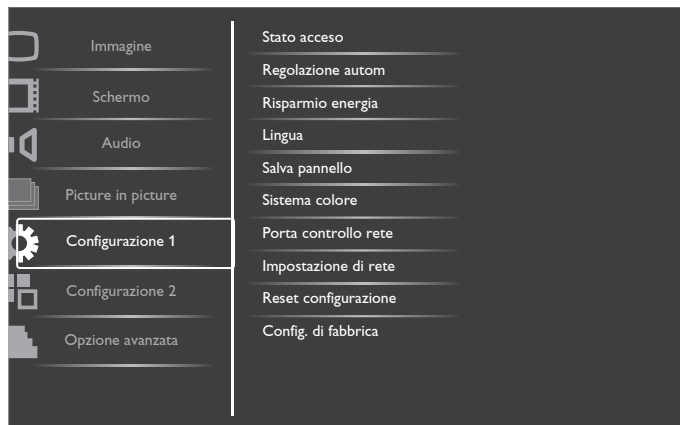 Immagine
Schermo
Audio
Picture in picture
Configurazione 1
Configurazione 2
Opzione avanzata
Stato acceso
Regolazione autom
Risparmio energia
Lingua
Salva pannello
Sistema colore
Porta controllo rete
Impostazione di rete
Reset configurazione
Config. di fabbrica